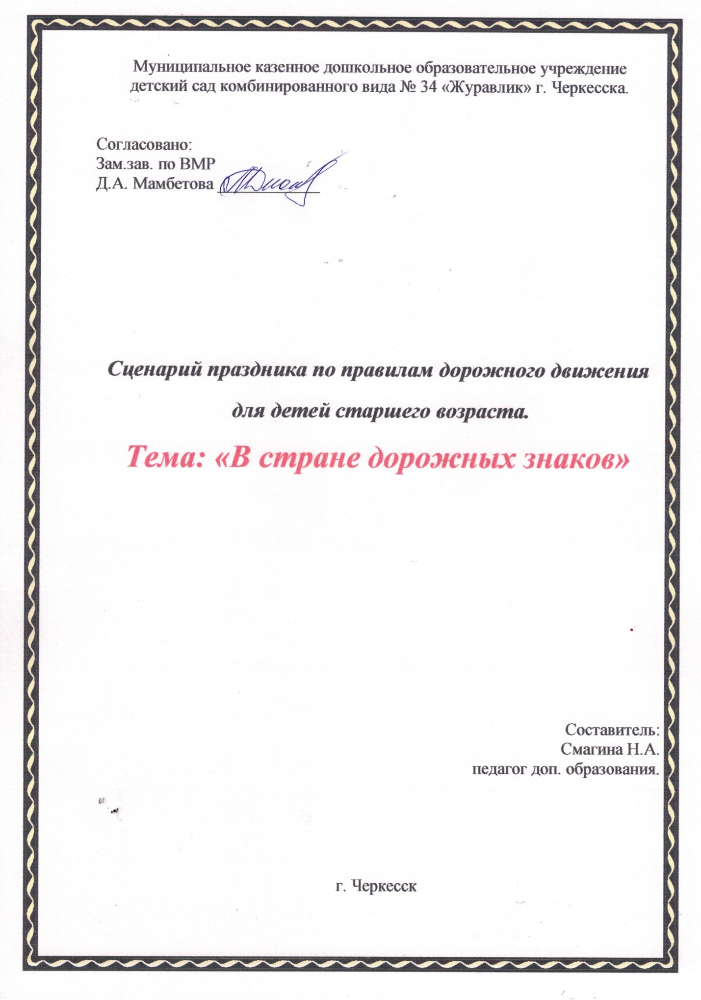 Муниципальное казенное дошкольное образовательное учреждение
детский сад комбинированного вида № 34 «Журавлик» г. Черкесска.
Согласовано:
Зам.зав. по ВМР
Д.А. Мамбетова
Сценарий праздника по правилам дорожного движения
для детей старшего возраста.
Тема: «В стране дорожных знаков»
Составитель:
Смагина Н.А.
педагог доп. образования.
г. Черкесск